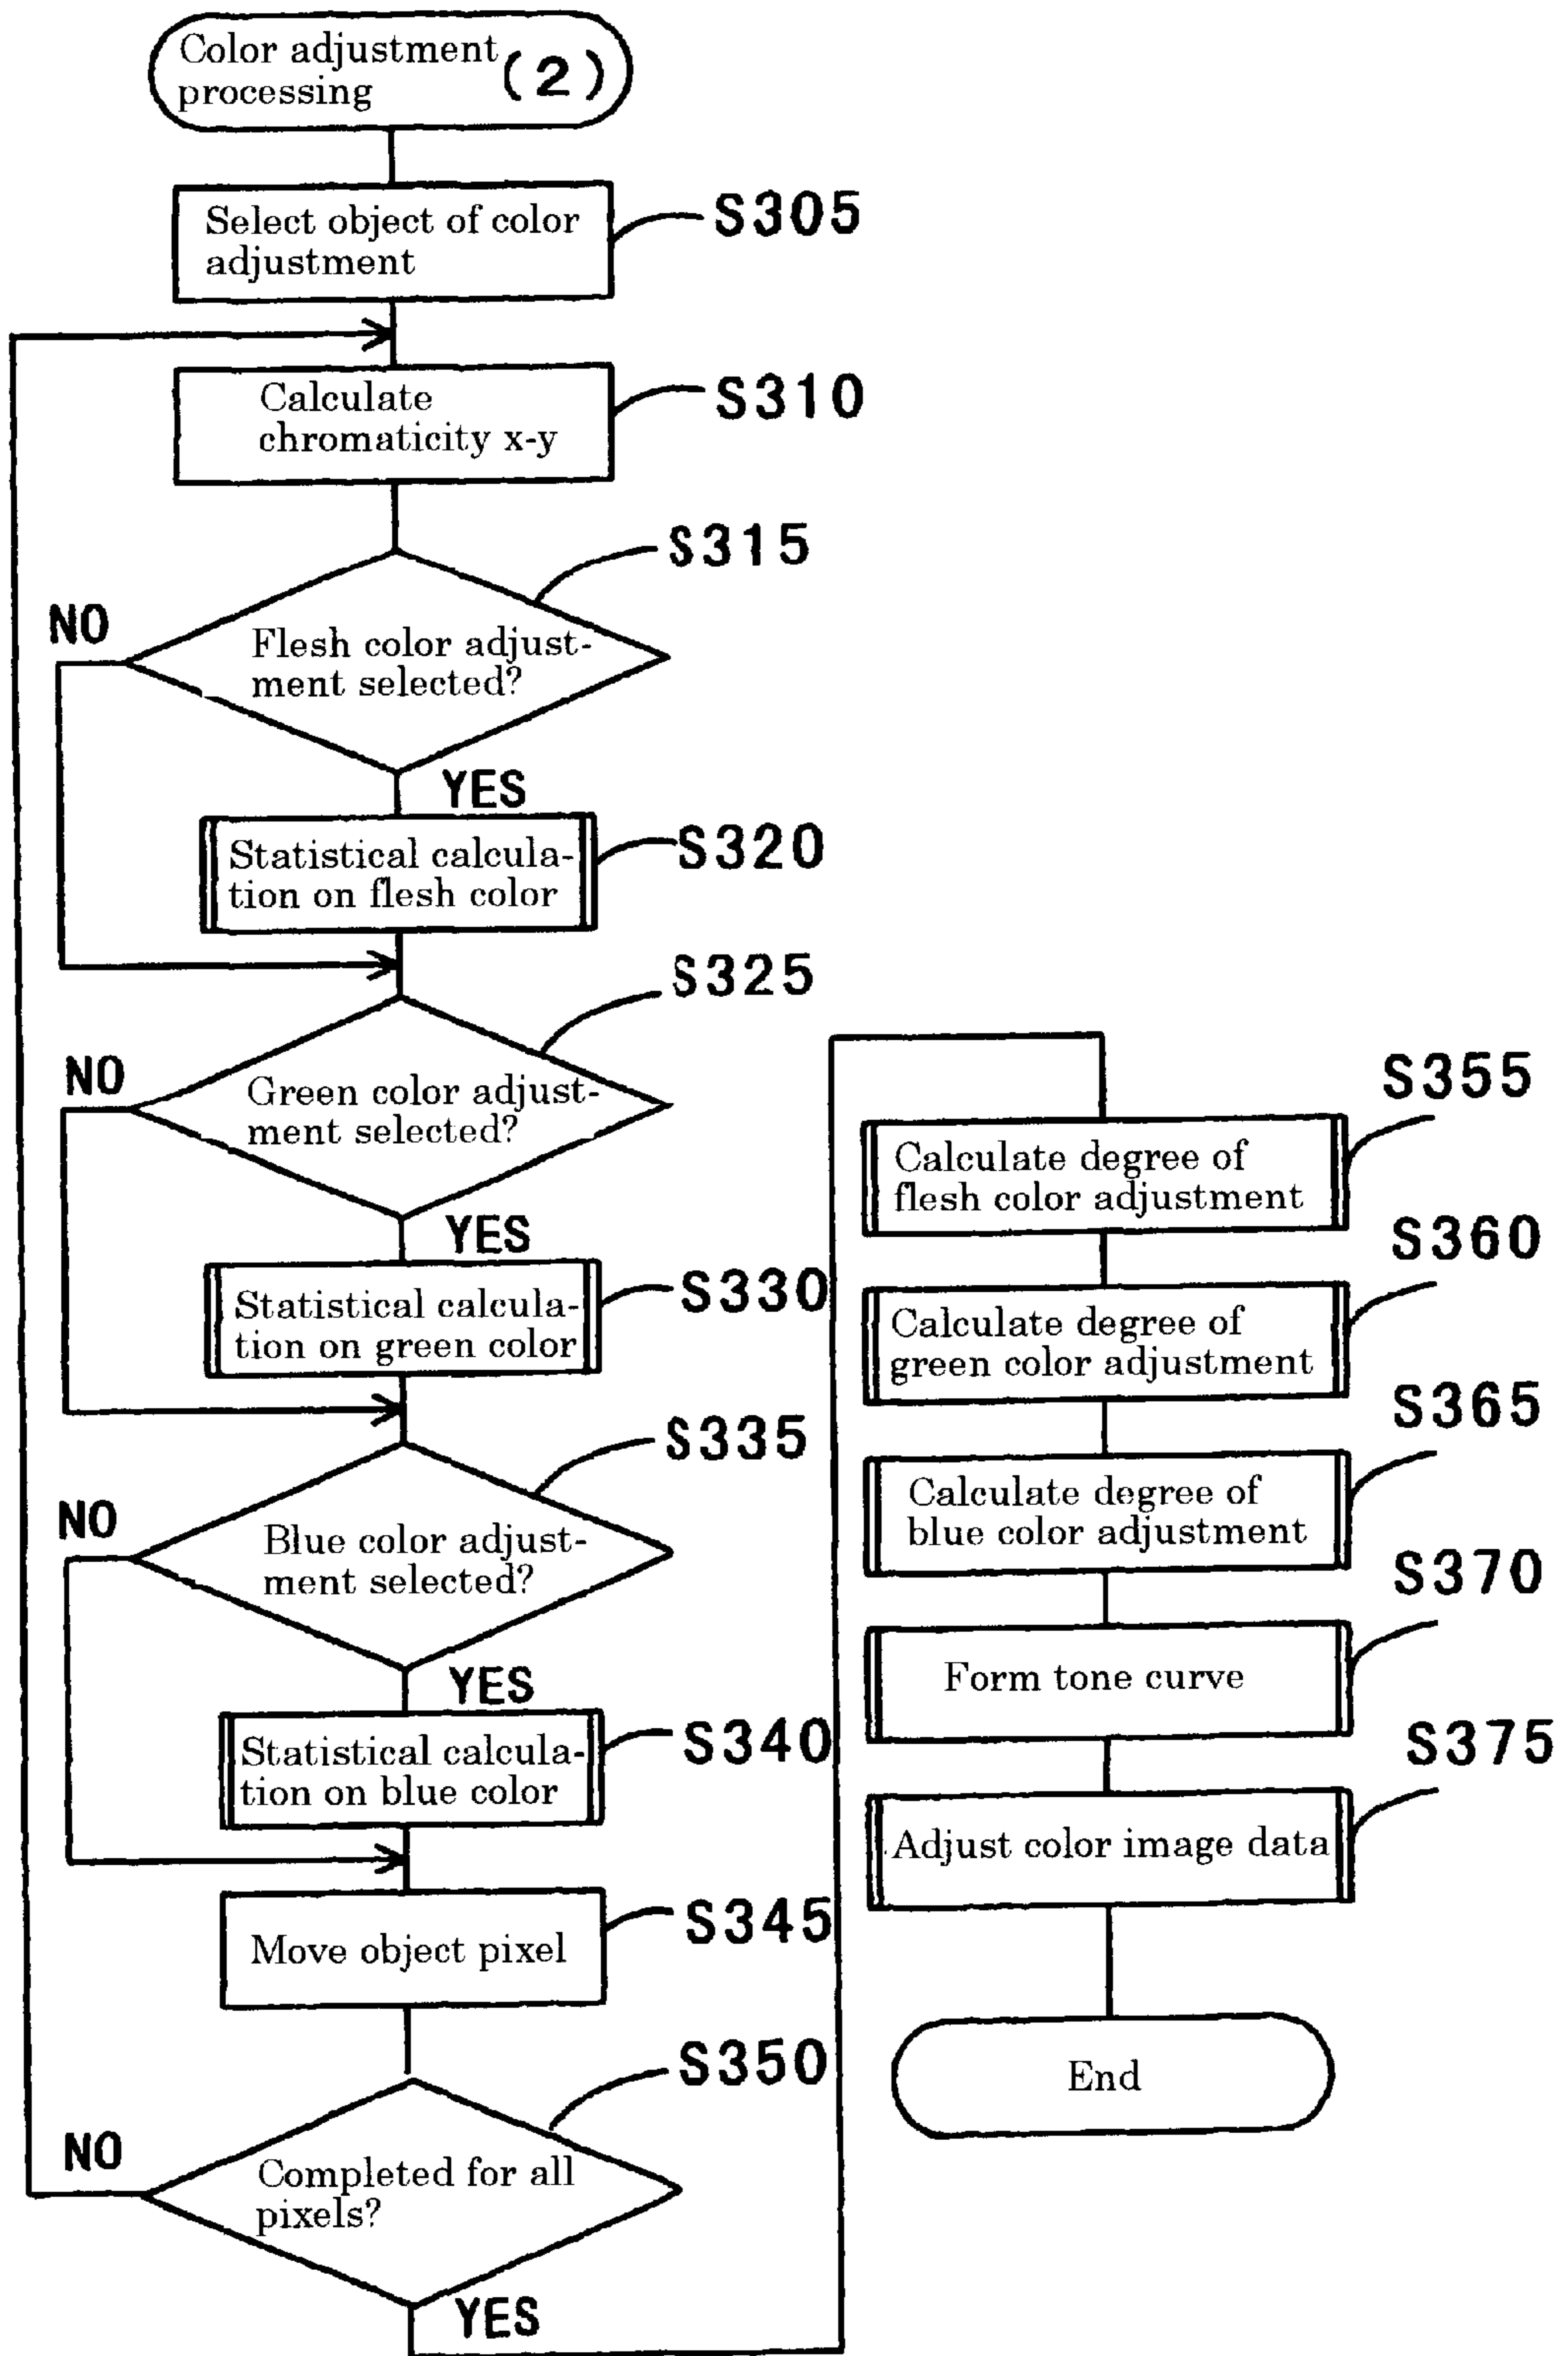 Color adjustment
processing (2)
Select object of color
adjustment
S305
Calculate
chromaticity x-y
S310
S315
NO
Flesh color adjust-
ment selected?
YES
Statistical calcula-
tion on flesh color
S320
S325
NO
Green color adjust-
ment selected?
YES
Statistical calcula-
tion on green color
S330
S335
NO
Blue color adjust-
ment selected?
YES
Statistical calcula-
tion on blue color
S340
Move object pixel
S345
S350
NO
Completed for all
pixels?
YES
S355
Calculate degree of
flesh color adjustment
S360
Calculate degree of
green color adjustment
S365
Calculate degree of
blue color adjustment
S370
Form tone curve
S375
Adjust color image data
End